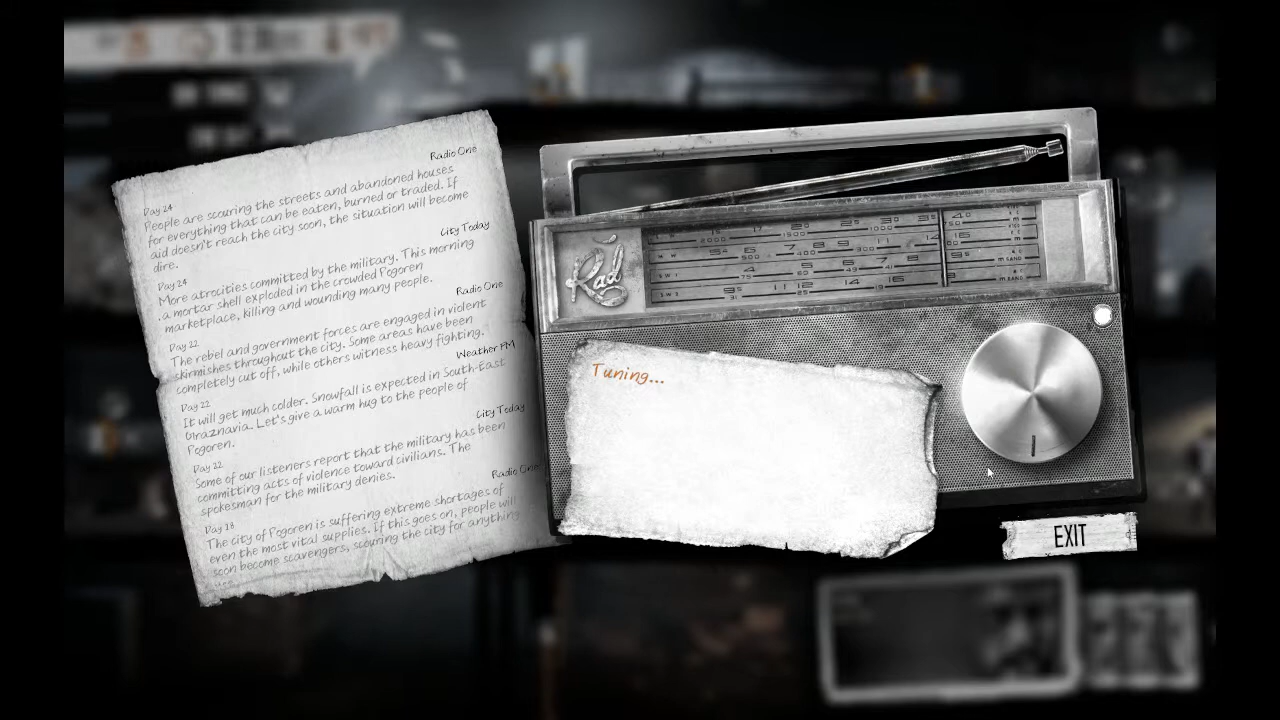 Radio One
Day 24
People are scouring the streets and abandoned houses
for everything that can be eaten, burned or traded. If
aid doesn't reach the city soon, the situation will become
dire.
City Today
Day 24
More atrocities committed by the military. This morning
a mortar shell exploded in the crowded Pogoren
marketplace, killing and wounding many people.
Radio One
Day 22
The rebel and government forces are engaged in violent
skirmishes throughout the city. Some areas have been
completely cut off, while others witness heavy fighting.
Weather FM
Day 22
It will get much colder. Snowfall is expected in South-East
Graznavia. Let's give a warm hug to the people of
Pogoren.
City Today
Day 22
Some of our listeners report that the military has been
committing acts of violence toward civilians. The
spokesman for the military denies.
Radio One
Day 18
The city of Pogoren is suffering extreme shortages of
even the most vital supplies. If this goes on, people will
soon become scavengers, scouring the city for anything
Rad
Tuning...
EXIT